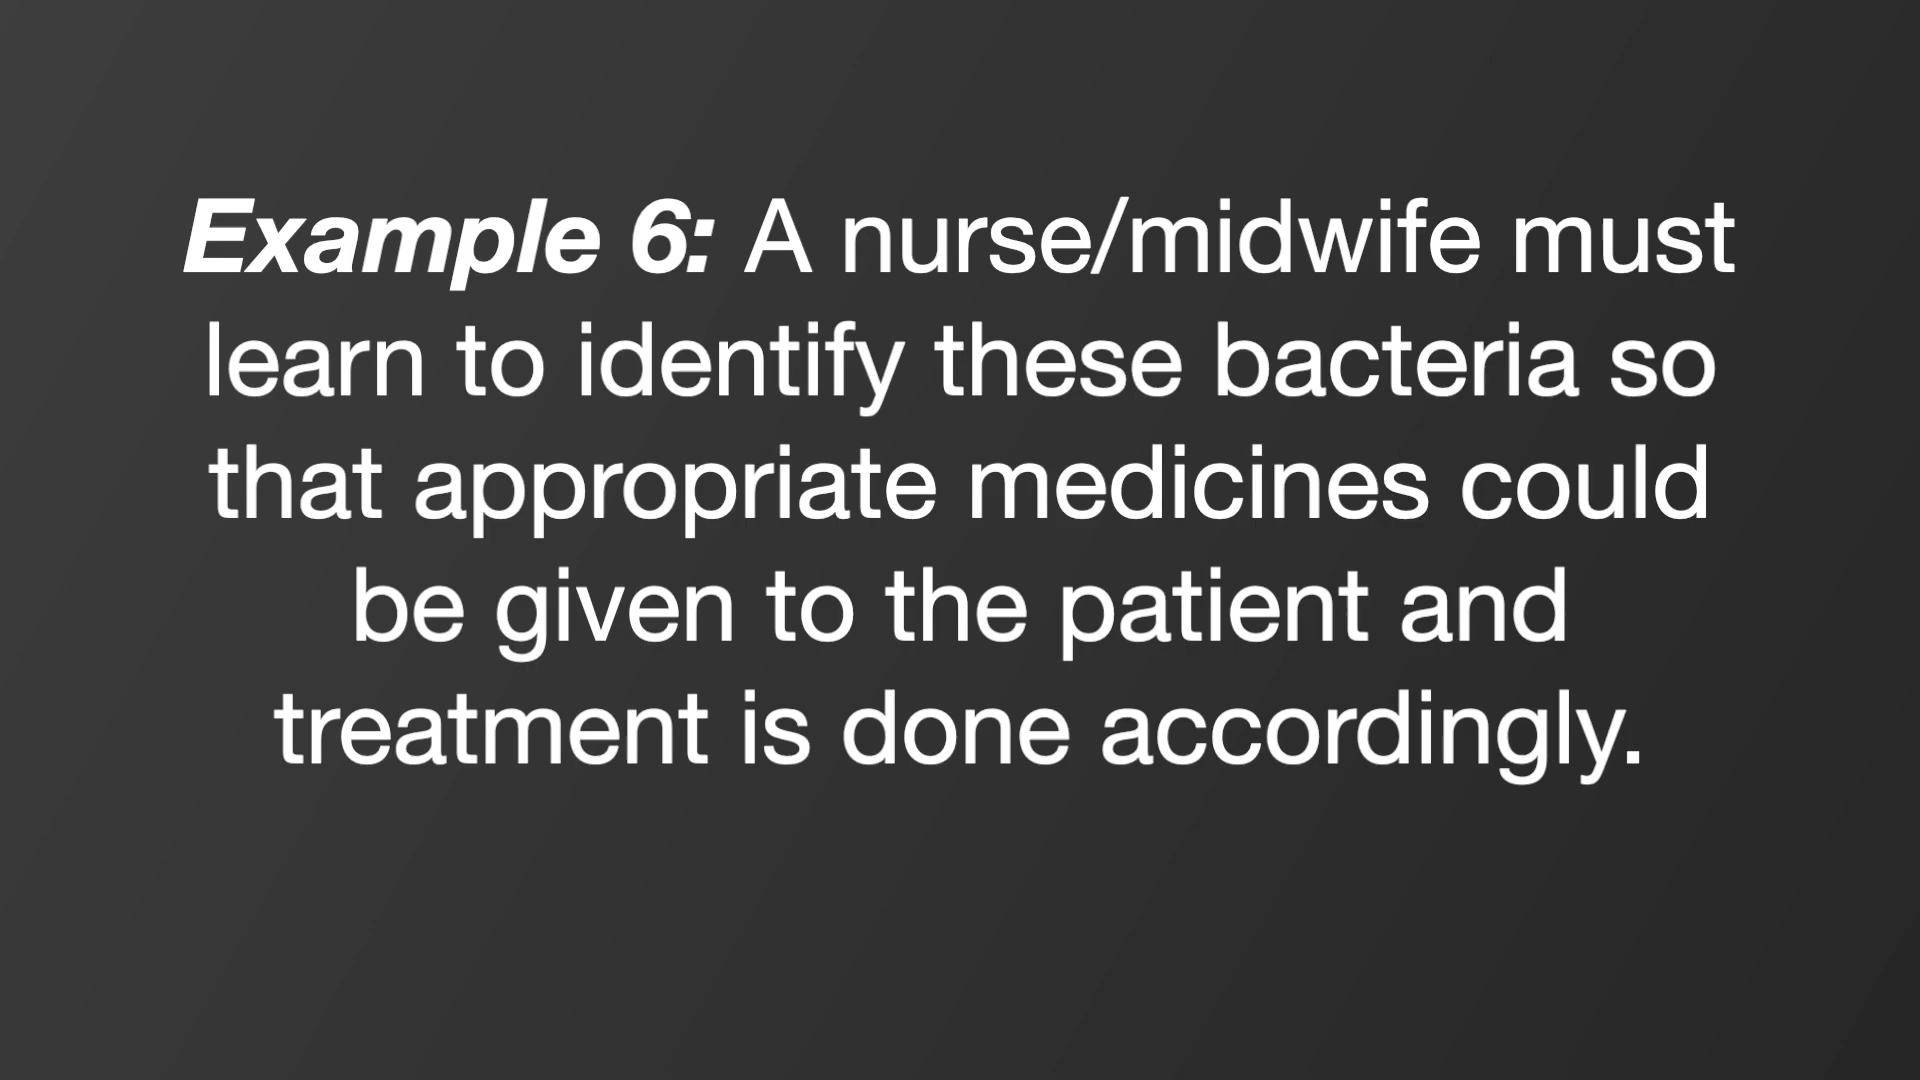 Example 6: A nurse/midwife must
learn to identify these bacteria so
that appropriate medicines could
be given to the patient and
treatment is done accordingly.